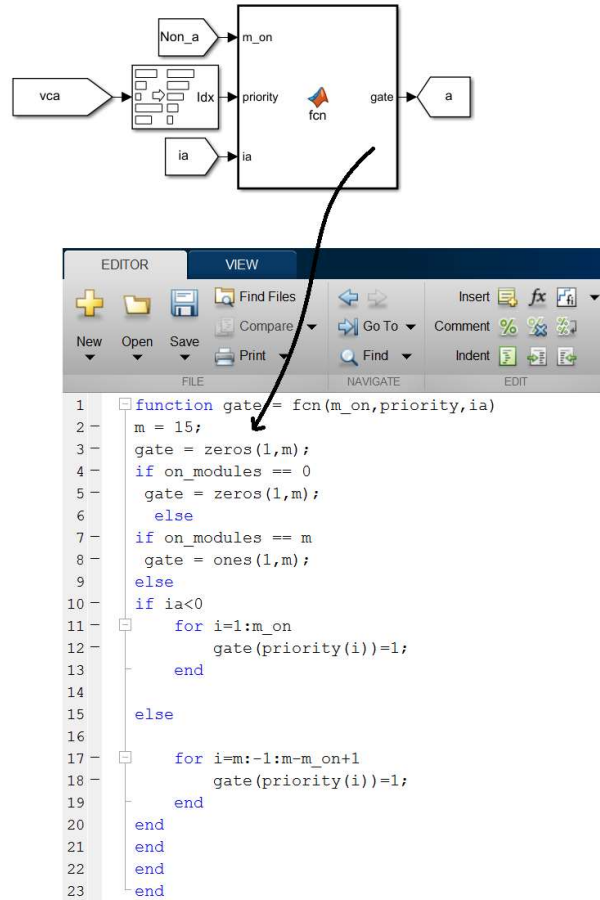 Non_a
m_on
vca
Idx
priority
fcn
gate
a
ia
ia
EDITOR VIEW
New
Open
Save
Find Files
Compare
Print
FILE
Go To
Find
NAVIGATE
Insert fx fi
Comment % %
Indent
EDIT
1 function gate = fcn(m_on,priority,ia)
2 m = 15;
3 gate = zeros(1,m);
4 if on_modules == 0
5 gate = zeros(1,m);
6 else
7 if on_modules == m
8 gate = ones(1,m);
9 else
10 if ia<0
11 for i=1:m_on
12 gate(priority(i))=1;
13 end
14
15 else
16
17 for i=m:-1:m-m_on+1
18 gate(priority(i))=1;
19 end
20 end
21 end
22 end
23 end